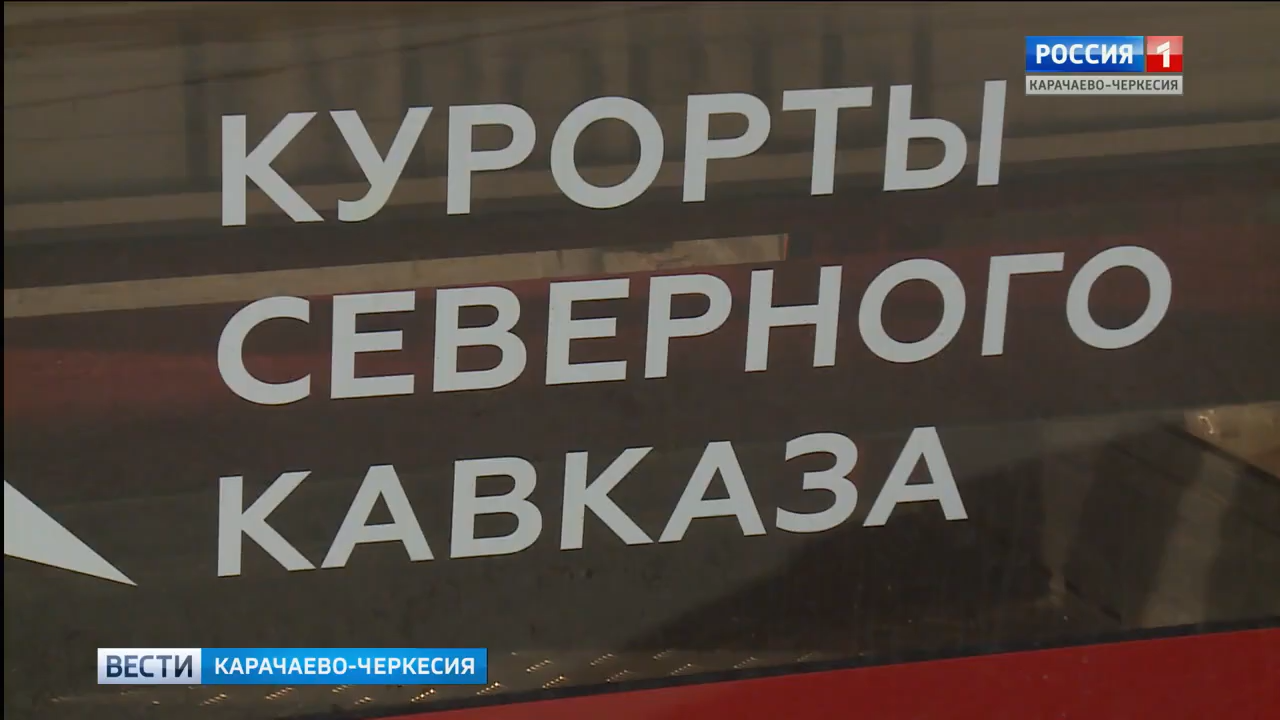 РОССИЯ 1
КАРАЧАЕВО-ЧЕРКЕСИЯ
КУРОРТЫ
СЕВЕРНОГО
КАВКАЗА
ВЕСТИ КАРАЧАЕВО-ЧЕРКЕСИЯ